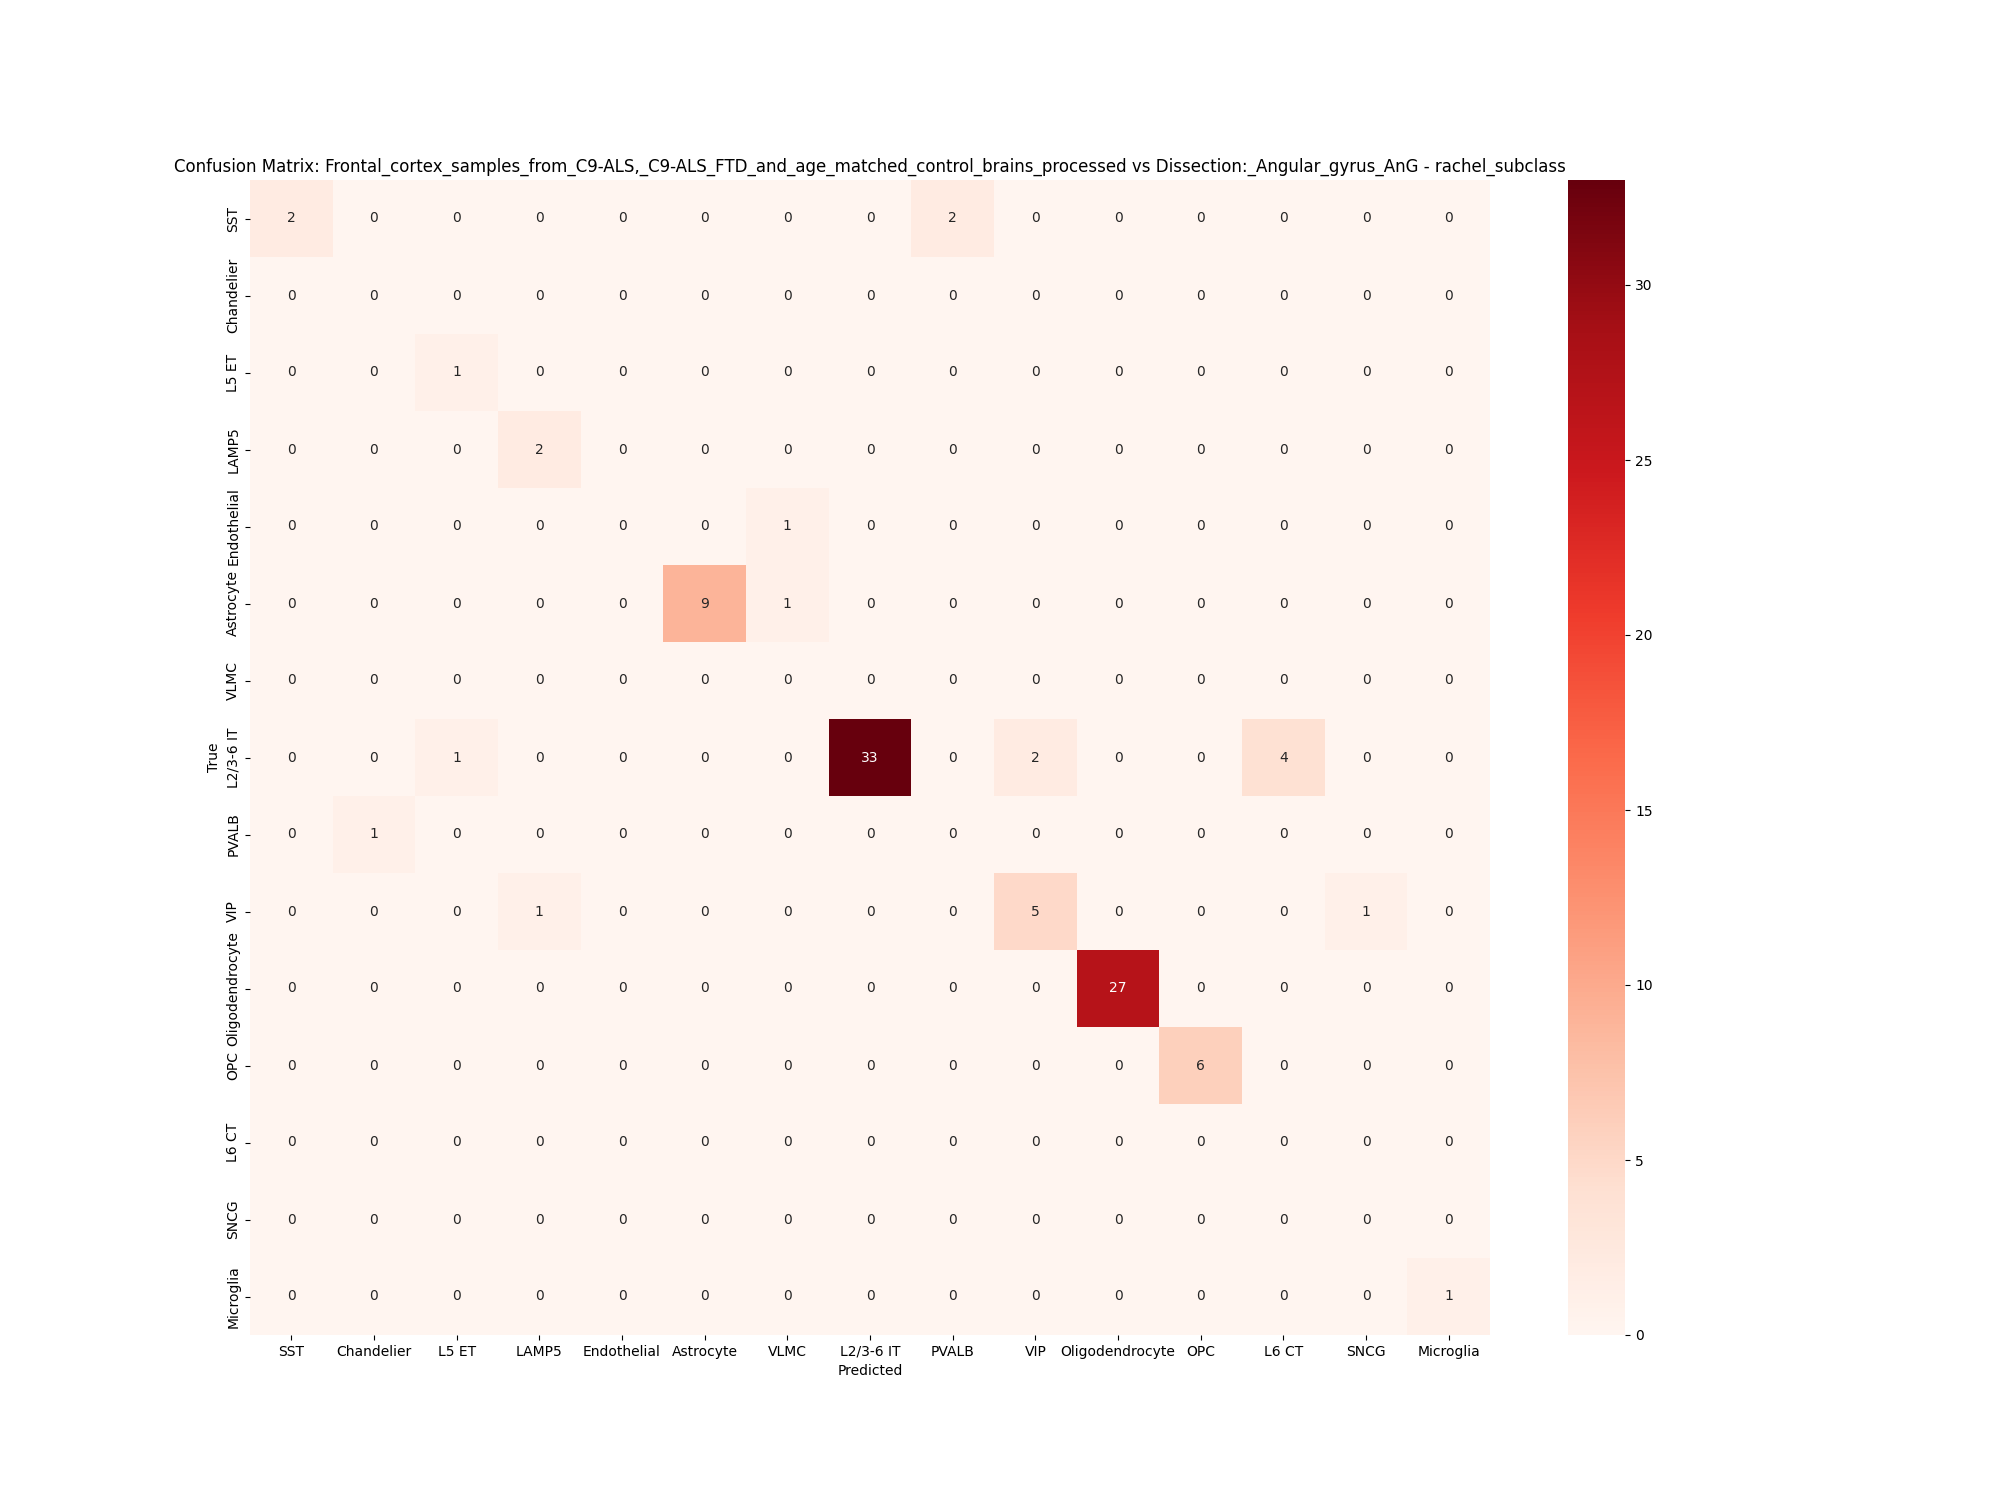 Confusion Matrix: Frontal_cortex_samples_from_C9-ALS,_C9-ALS_FTD_and_age_matched_control_brains_processed vs Dissection:_Angular_gyrus_AnG - rachel_subclass
SST 2 0 0 0 0 0 0 0 2 0 0 0 0 0 0
Chandelier 0 0 0 0 0 0 0 0 0 0 0 0 0 0 0
L5 ET 0 0 1 0 0 0 0 0 0 0 0 0 0 0 0
LAMP5 0 0 0 2 0 0 0 0 0 0 0 0 0 0 0
Endothelial 0 0 0 0 0 0 1 0 0 0 0 0 0 0 0
Astrocyte 0 0 0 0 0 9 1 0 0 0 0 0 0 0 0
VLMC 0 0 0 0 0 0 0 0 0 0 0 0 0 0 0
True
L2/3-6 IT 0 0 1 0 0 0 0 33 0 2 0 0 4 0 0
PVALB 0 1 0 0 0 0 0 0 0 0 0 0 0 0 0
VIP 0 0 0 1 0 0 0 0 0 5 0 0 0 1 0
Oligodendrocyte 0 0 0 0 0 0 0 0 0 0 27 0 0 0 0
OPC 0 0 0 0 0 0 0 0 0 0 0 6 0 0 0
L6 CT 0 0 0 0 0 0 0 0 0 0 0 0 0 0 0
SNCG 0 0 0 0 0 0 0 0 0 0 0 0 0 0 0
Microglia 0 0 0 0 0 0 0 0 0 0 0 0 0 0 1
SST Chandelier L5 ET LAMP5 Endothelial Astrocyte VLMC L2/3-6 IT PVALB VIP Oligodendrocyte OPC L6 CT SNCG Microglia
Predicted
30
25
20
15
10
5
0